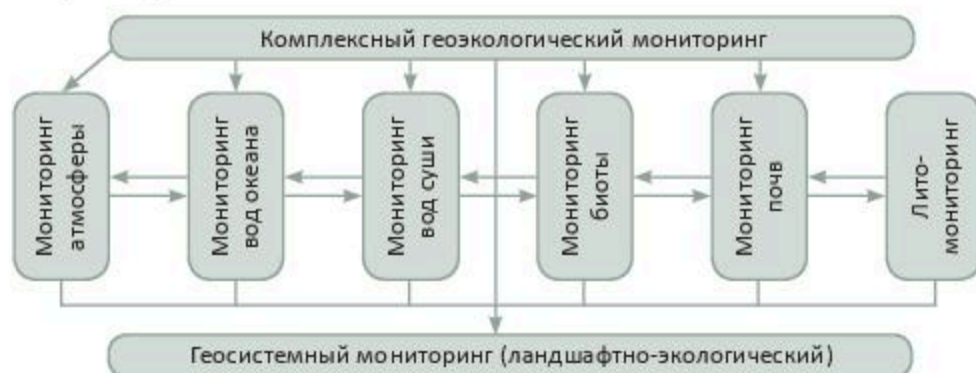 Комплексный геоэкологический мониторинг
Мониторинг
атмосферы
Мониторинг
вод океана
Мониторинг
вод суши
Мониторинг
биоты
Мониторинг
почв
Лито-
мониторинг
Геосистемный мониторинг (ландшафтно-экологический)